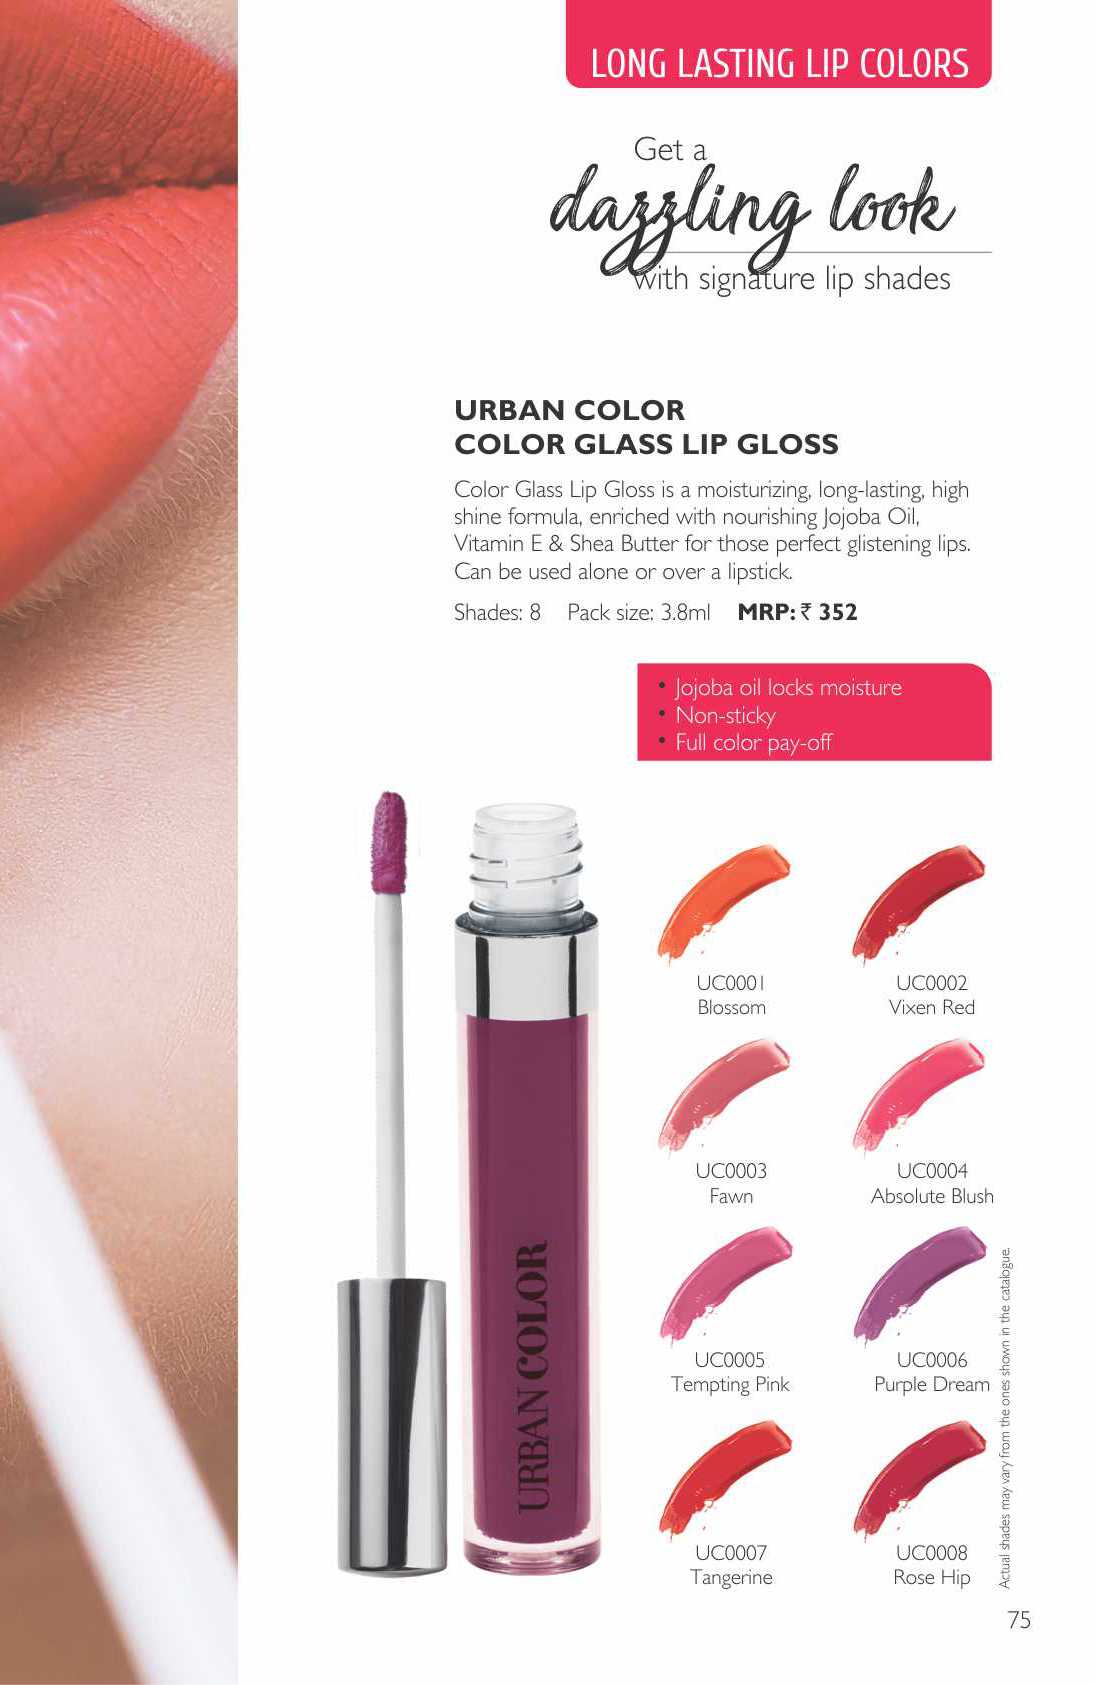 LONG LASTING LIP COLORS
Get a
dazzling look
with signature lip shades
URBAN COLOR
COLOR GLASS LIP GLOSS
Color Glass Lip Gloss is a moisturizing, long-lasting, high
shine formula, enriched with nourishing Jojoba Oil,
Vitamin E & Shea Butter for those perfect glistening lips.
Can be used alone or over a lipstick.
Shades: 8 Pack size: 3.8ml MRP: ₹ 352
• Jojoba oil locks moisture
• Non-sticky
• Full color pay-off
URBAN COLOR
UC0001
Blossom
UC0002
Vixen Red
UC0003
Fawn
UC0004
Absolute Blush
UC0005
Tempting Pink
UC0006
Purple Dream
UC0007
Tangerine
UC0008
Rose Hip
Actual shades may vary from the ones shown in the catalogue.
75